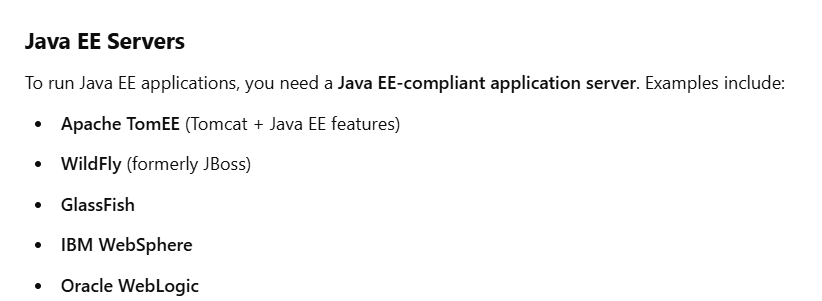 Java EE Servers
To run Java EE applications, you need a Java EE-compliant application server. Examples include:
• Apache TomEE (Tomcat + Java EE features)
• WildFly (formerly JBoss)
• GlassFish
• IBM WebSphere
• Oracle WebLogic